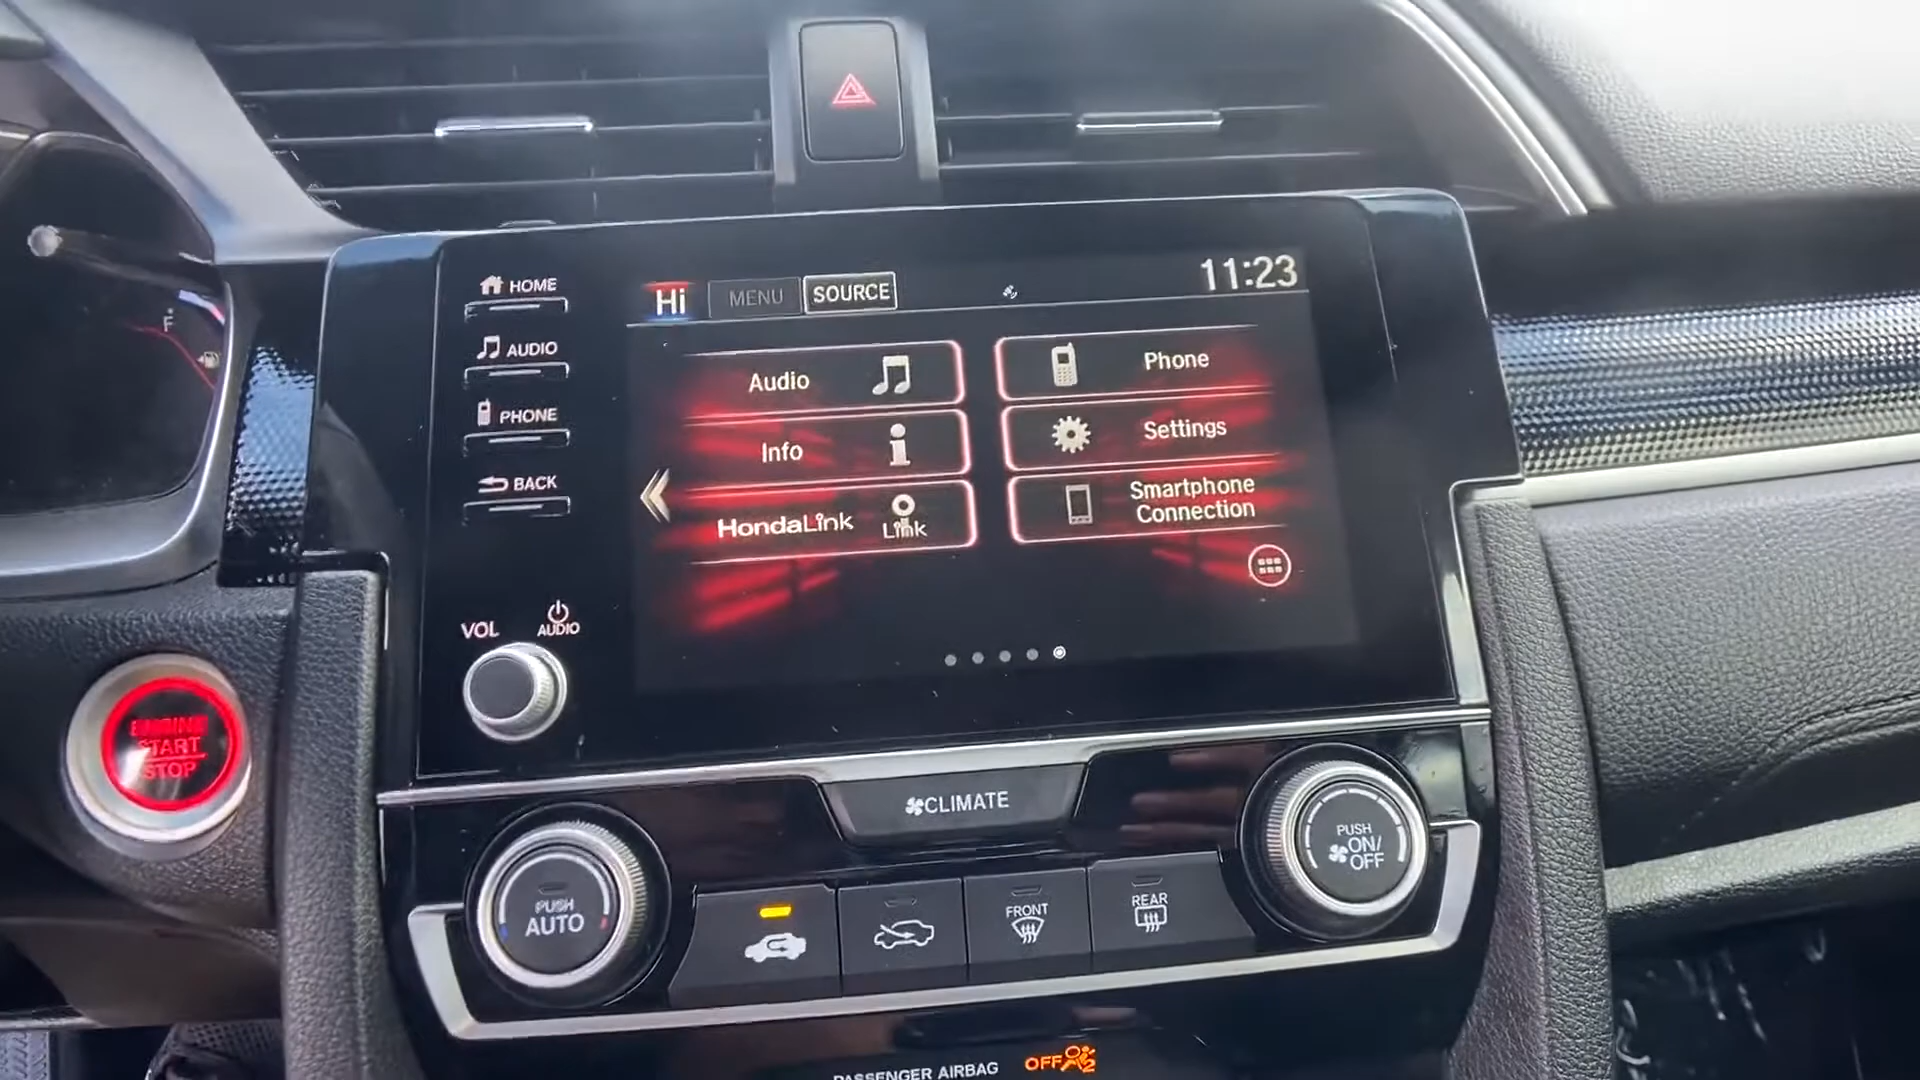 HOME
AUDIO
PHONE
BACK
VOL
AUDIO
Hi MENU SOURCE 11:23
Audio
Phone
Info
Settings
HondaLink
Link
Smartphone
Connection
F
ENGINE
START
STOP
CLIMATE
PUSH
AUTO
FRONT
REAR
PUSH
ON/
OFF
PASSENGER AIRBAG OFF 2